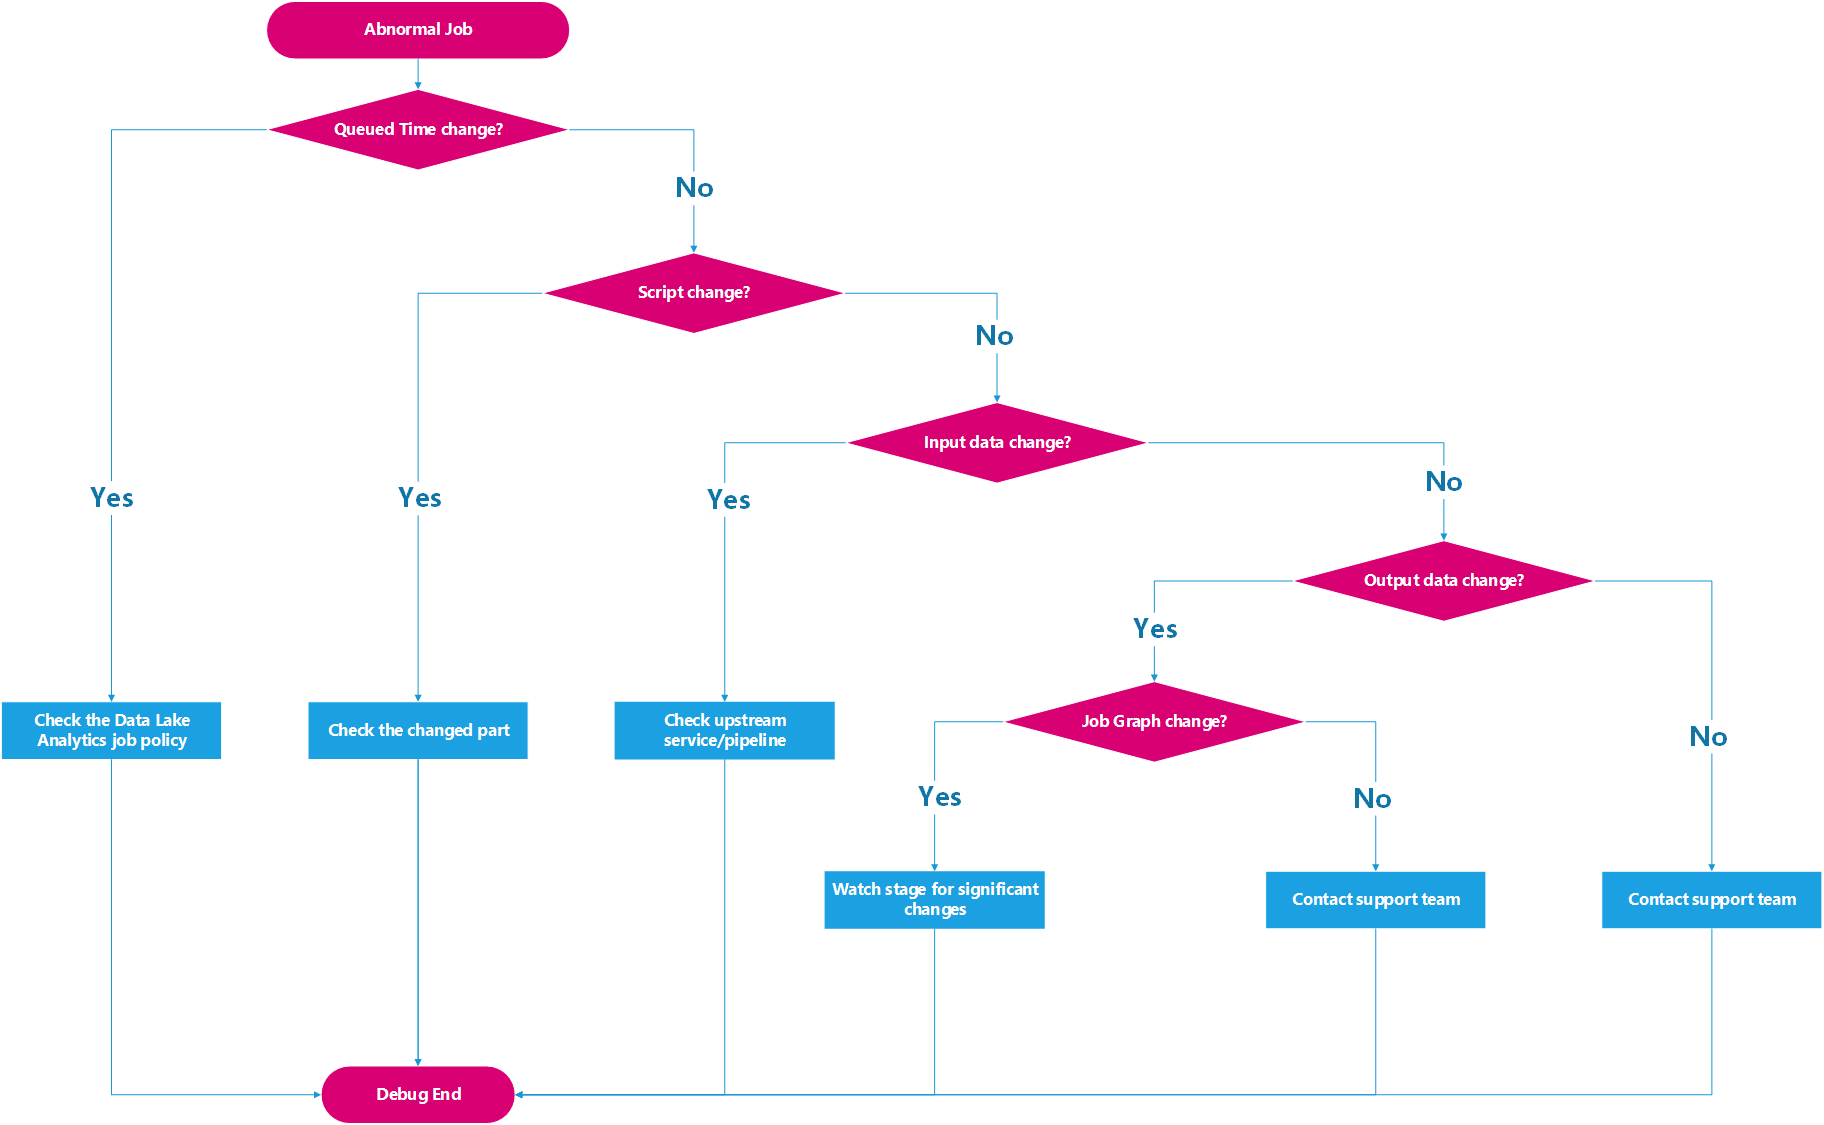 Abnormal Job
Queued Time change?
No
Script change?
No
Input data change?
No
Yes
Yes
Yes
Output data change?
Yes
Check the Data Lake
Analytics job policy
Check the changed part
Check upstream
service/pipeline
Job Graph change?
No
Yes
No
Watch stage for significant
changes
Contact support team
Contact support team
Debug End